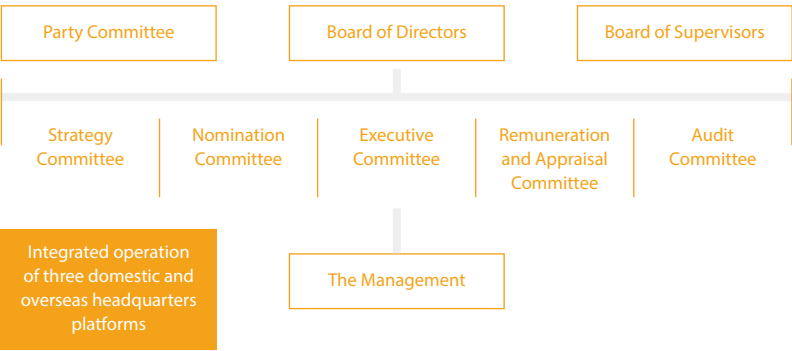 Party Committee
Board of Directors
Board of Supervisors
Strategy
Committee
Nomination
Committee
Executive
Committee
Remuneration
and Appraisal
Committee
Audit
Committee
Integrated operation
of three domestic and
overseas headquarters
platforms
The Management